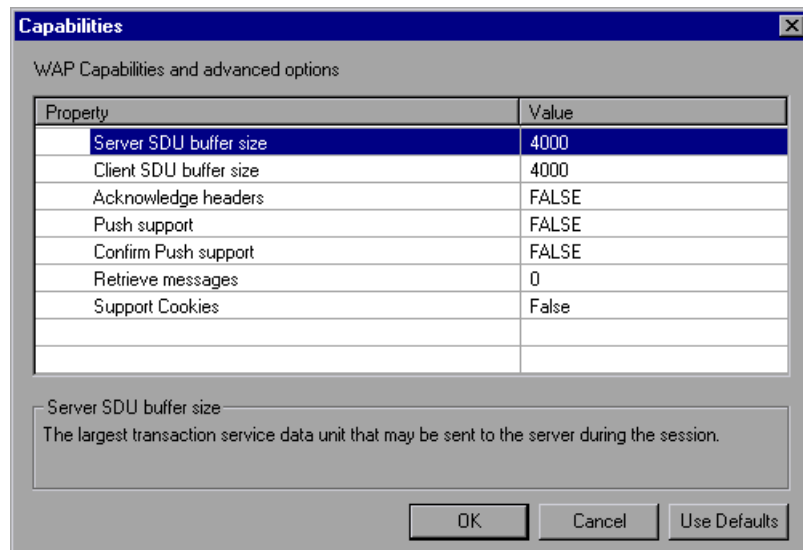 Capabilities
WAP Capabilities and advanced options
Property Value
Server SDU buffer size 4000
Client SDU buffer size 4000
Acknowledge headers FALSE
Push support FALSE
Confirm Push support FALSE
Retrieve messages 0
Support Cookies False
Server SDU buffer size
The largest transaction service data unit that may be sent to the server during the session.
OK Cancel Use Defaults